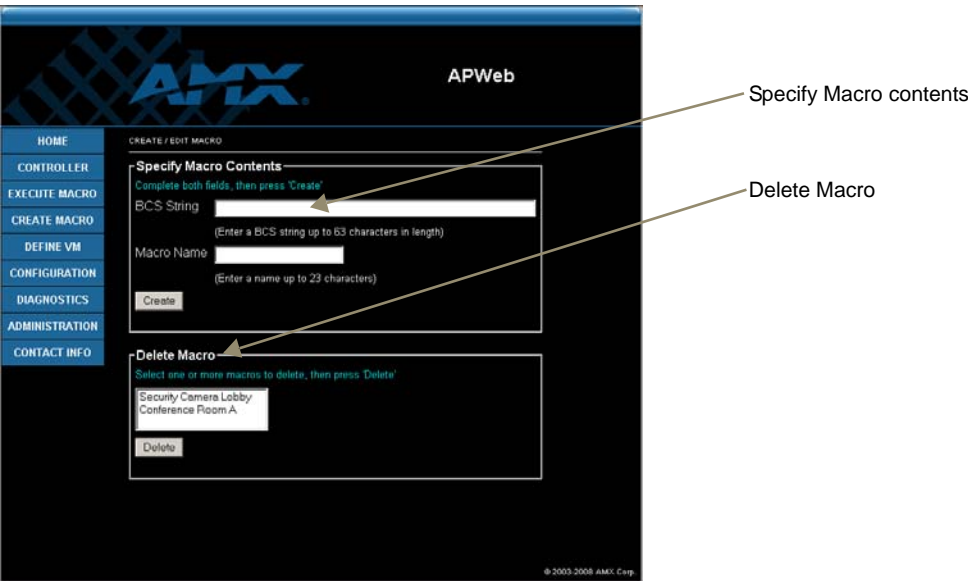 AMX
APWeb
Specify Macro contents
HOME
CONTROLLER
EXECUTE MACRO
CREATE MACRO
DEFINE VM
CONFIGURATION
DIAGNOSTICS
ADMINISTRATION
CONTACT INFO
CREATE / EDIT MACRO
Specify Macro Contents
Complete both fields, then press 'Create'
BCS String
(Enter a BCS string up to 63 characters in length)
Macro Name
(Enter a name up to 23 characters)
Create
Delete Macro
Delete Macro
Select one or more macros to delete, then press 'Delete'
Security Camera Lobby
Conference Room A
Delete
© 2003-2008 AMX Corp.